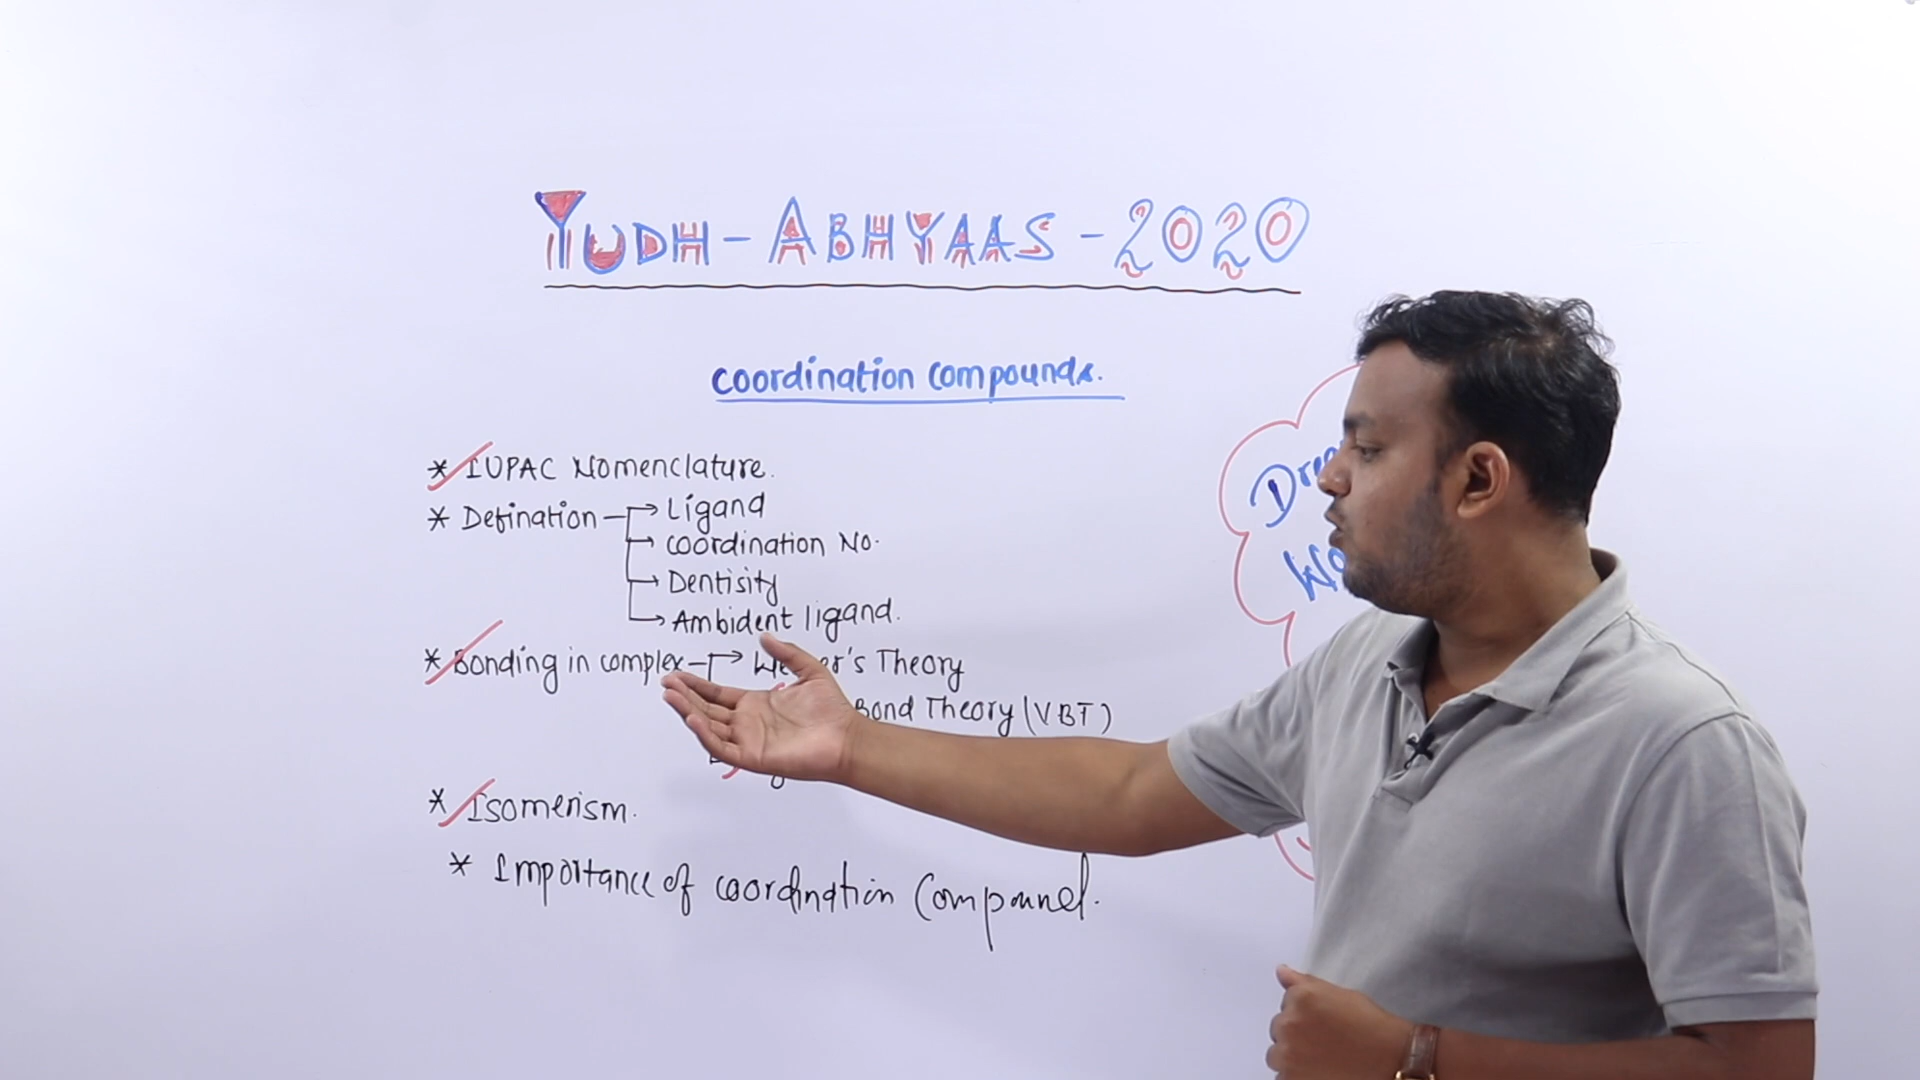 YUDH-ABHYAAS-2020
Coordination Compounds.
* IUPAC Nomenclature.
* Defination → Ligand
→ Coordination No.
→ Dentisity
→ Ambident ligand.
* Bonding in complex → Theory
Bond Theory (VBT)
* Isomerism.
* Importance of coordination Compound.